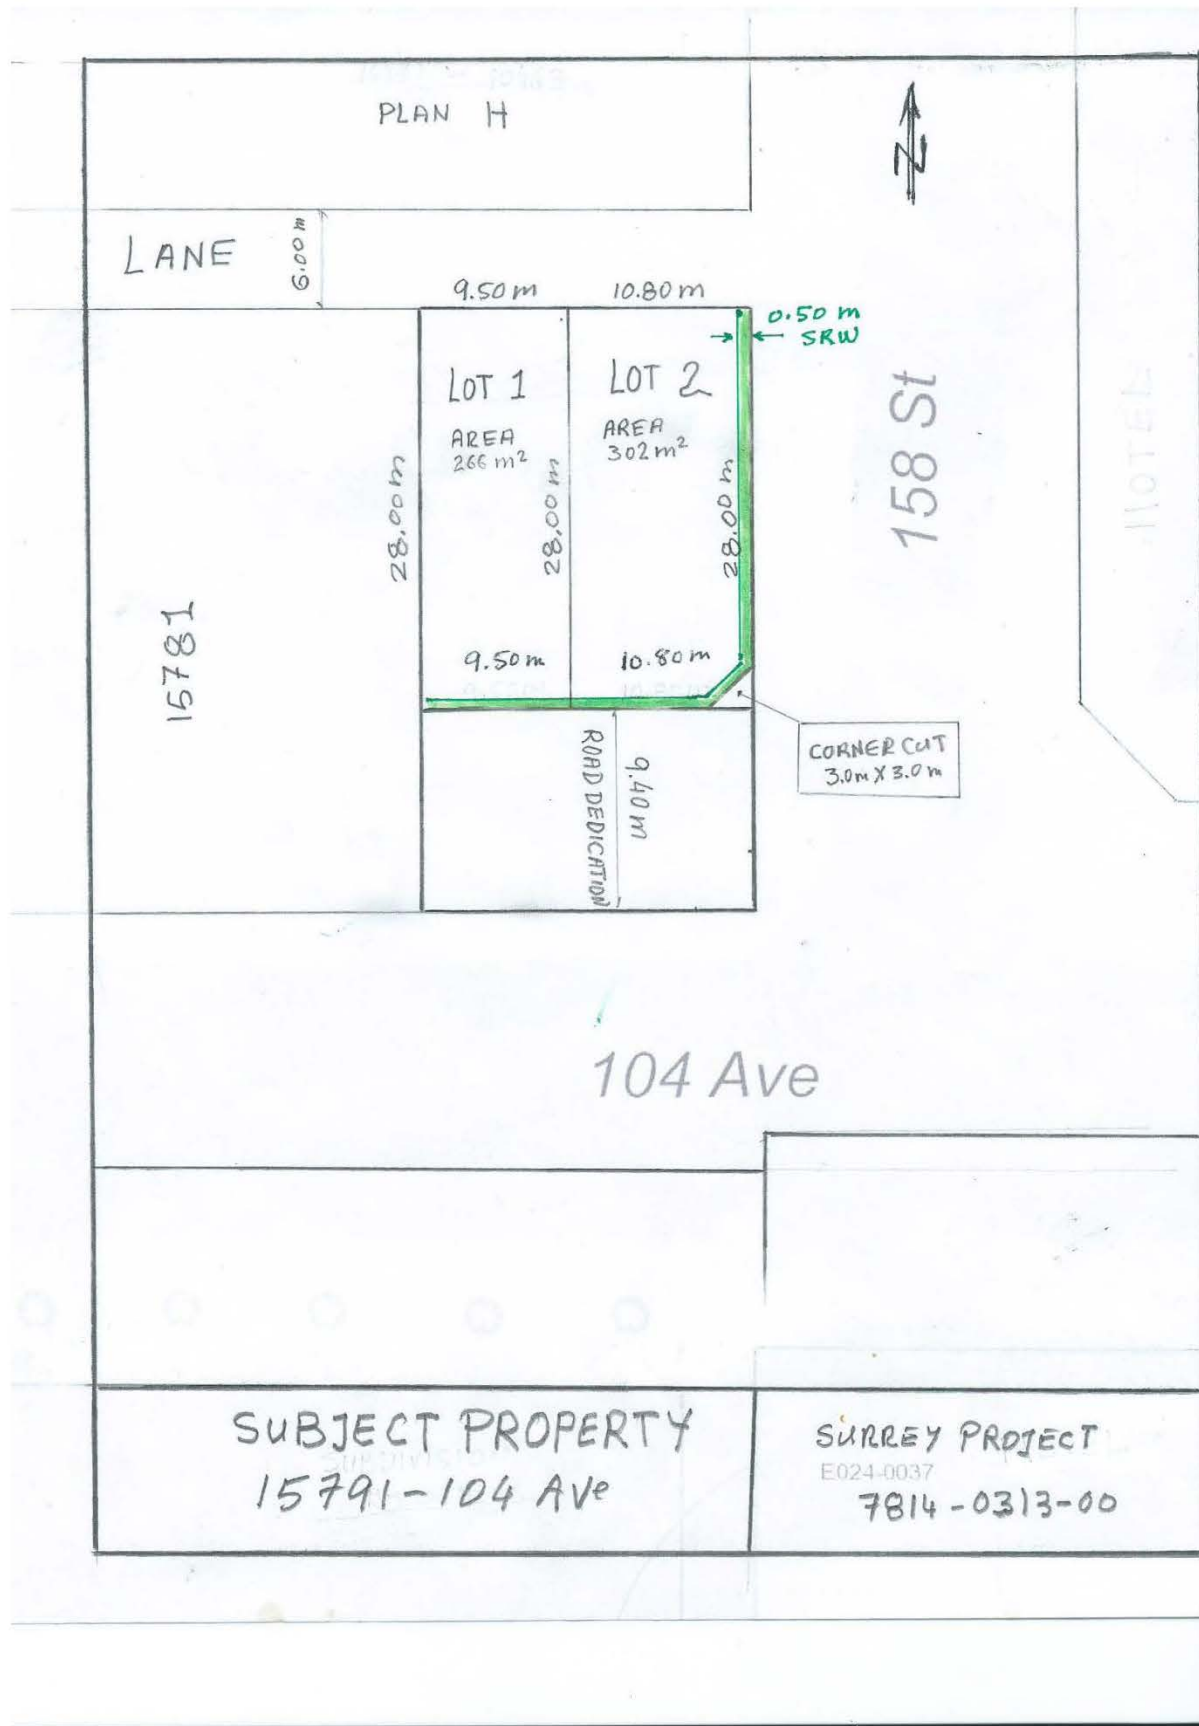 PLAN H
N
LANE
6.00 m
9.50 m
10.80 m
0.50 m
SRW
LOT 1
AREA
266 m²
LOT 2
AREA
302 m²
158 St
28.00 m
28.00 m
28.00 m
15781
9.50 m
10.80 m
ROAD DEDICATION
9.40 m
CORNER CUT
3.0m X 3.0 m
104 Ave
SUBJECT PROPERTY
15791-104 AVe
SURREY PROJECT
E024-0037
7814-0313-00